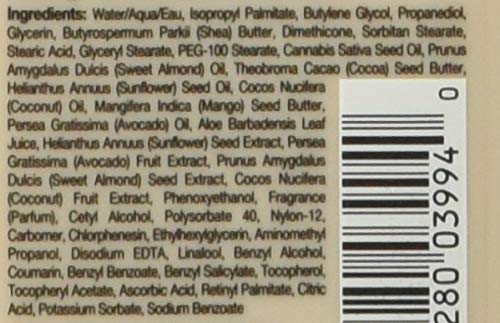 Ingredients: Water/Aqua/Eau, Isopropyl Palmitate, Butylene Glycol, Propanediol,
Glycerin, Butyrospermum Parkii (Shea) Butter, Dimethicone, Sorbitan Stearate,
Stearic Acid, Glyceryl Stearate, PEG-100 Stearate, Cannabis Sativa Seed Oil, Prunus
Amygdalus Dulcis (Sweet Almond) Oil, Theobroma Cacao (Cocoa) Seed Butter,
Helianthus Annuus (Sunflower) Seed Oil, Cocos Nucifera
(Coconut) Oil, Mangifera Indica (Mango) Seed Butter,
Persea Gratissima (Avocado) Oil, Aloe Barbadensis Leaf
Juice, Helianthus Annuus (Sunflower) Seed Extract, Persea
Gratissima (Avocado) Fruit Extract, Prunus Amygdalus
Dulcis (Sweet Almond) Seed Extract, Cocos Nucifera
(Coconut) Fruit Extract, Phenoxyethanol, Fragrance
(Parfum), Cetyl Alcohol, Polysorbate 40, Nylon-12,
Carbomer, Chlorphenesin, Ethylhexylglycerin, Aminomethyl
Propanol, Disodium EDTA, Linalool, Benzyl Alcohol,
Coumarin, Benzyl Benzoate, Benzyl Salicylate, Tocopherol,
Tocopheryl Acetate, Ascorbic Acid, Retinyl Palmitate, Citric
Acid, Potassium Sorbate, Sodium Benzoate
280 03994 0